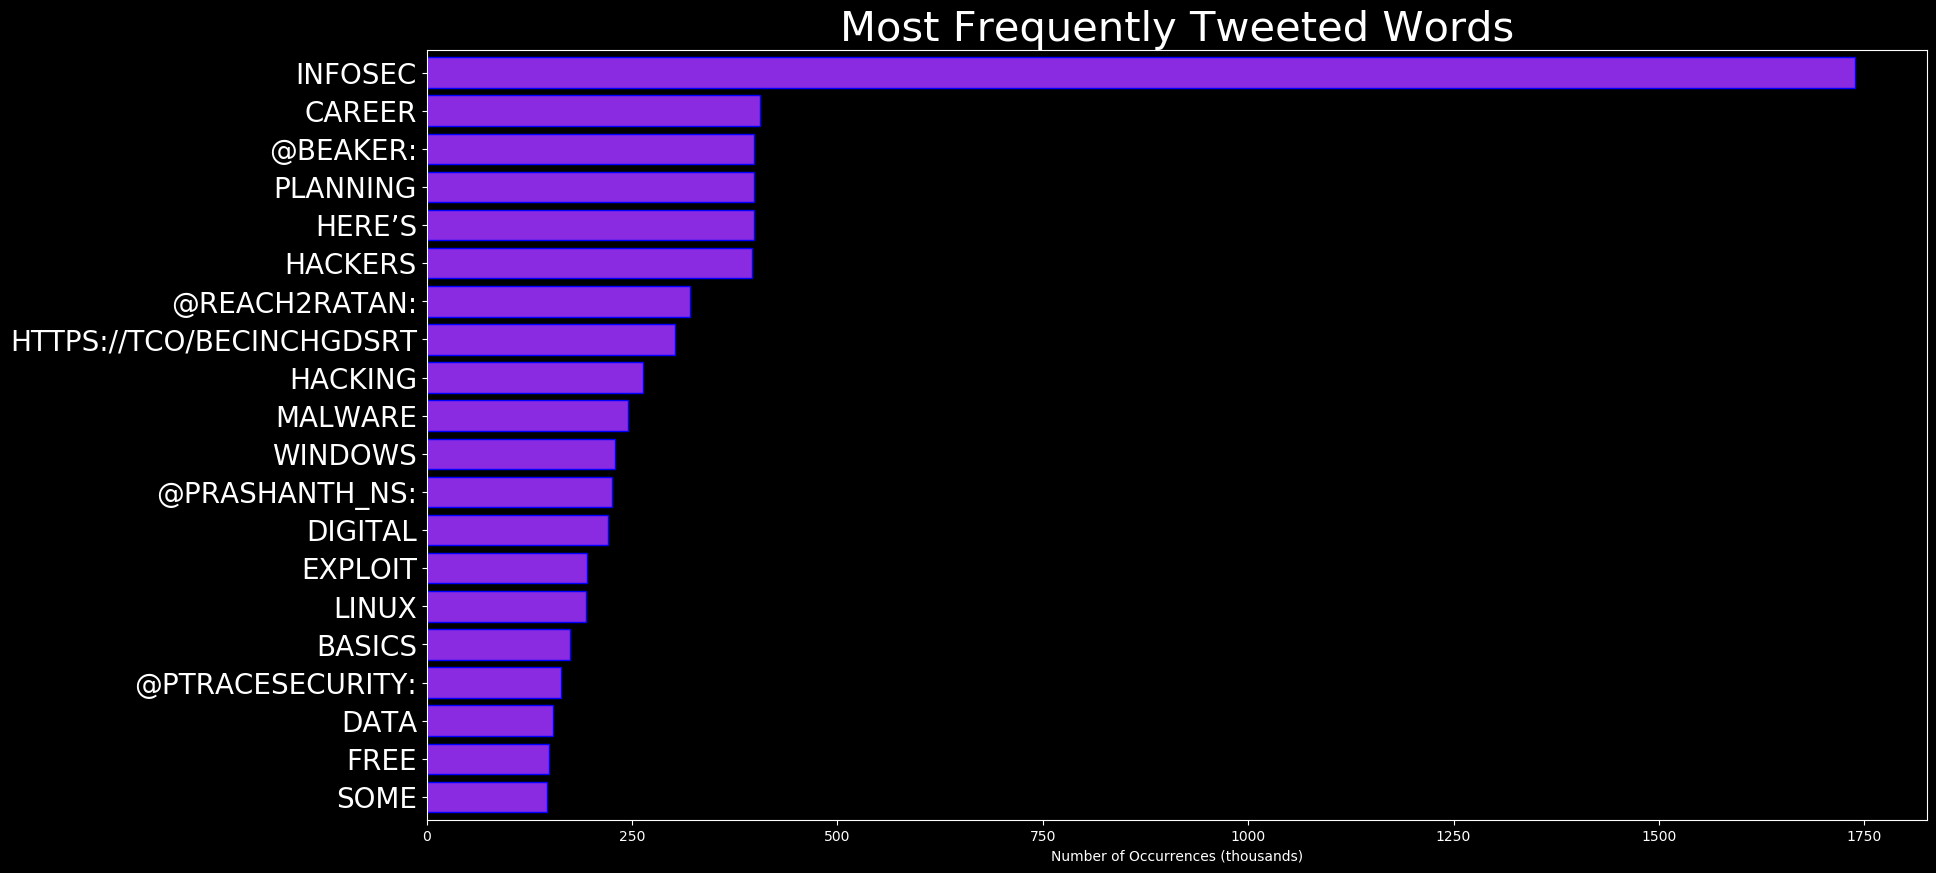 Most Frequently Tweeted Words
INFOSEC
CAREER
@BEAKER:
PLANNING
HERE’S
HACKERS
@REACH2RATAN:
HTTPS://TCO/BECINCHGDSRT
HACKING
MALWARE
WINDOWS
@PRASHANTH_NS:
DIGITAL
EXPLOIT
LINUX
BASICS
@PTRACESECURITY:
DATA
FREE
SOME
0 250 500 750 1000 1250 1500 1750
Number of Occurrences (thousands)